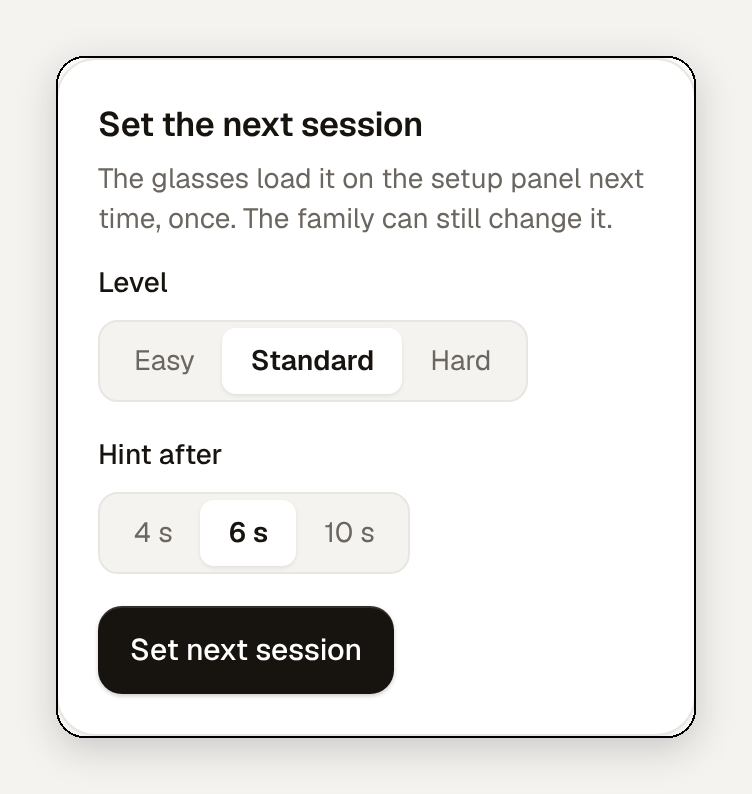 Set the next session
The glasses load it on the setup panel next
time, once. The family can still change it.
Level
Easy Standard Hard
Hint after
4 s 6 s 10 s
Set next session